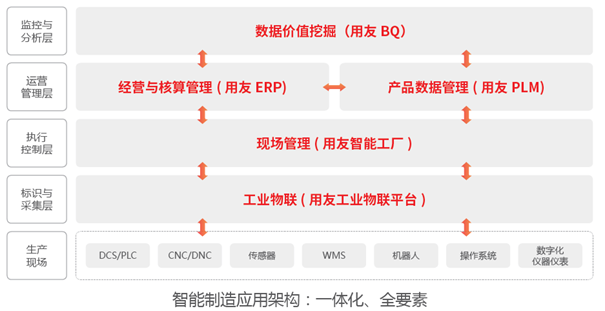 监控与
分析层
数据价值挖掘（用友 BQ）
运营
管理层
经营与核算管理 ( 用友 ERP)
产品数据管理 ( 用友 PLM)
执行
控制层
现场管理 ( 用友智能工厂 )
标识与
采集层
工业物联 ( 用友工业物联平台 )
生产
现场
DCS/PLC
CNC/DNC
传感器
WMS
机器人
操作系统
数字化
仪器仪表
智能制造应用架构：一体化、全要素